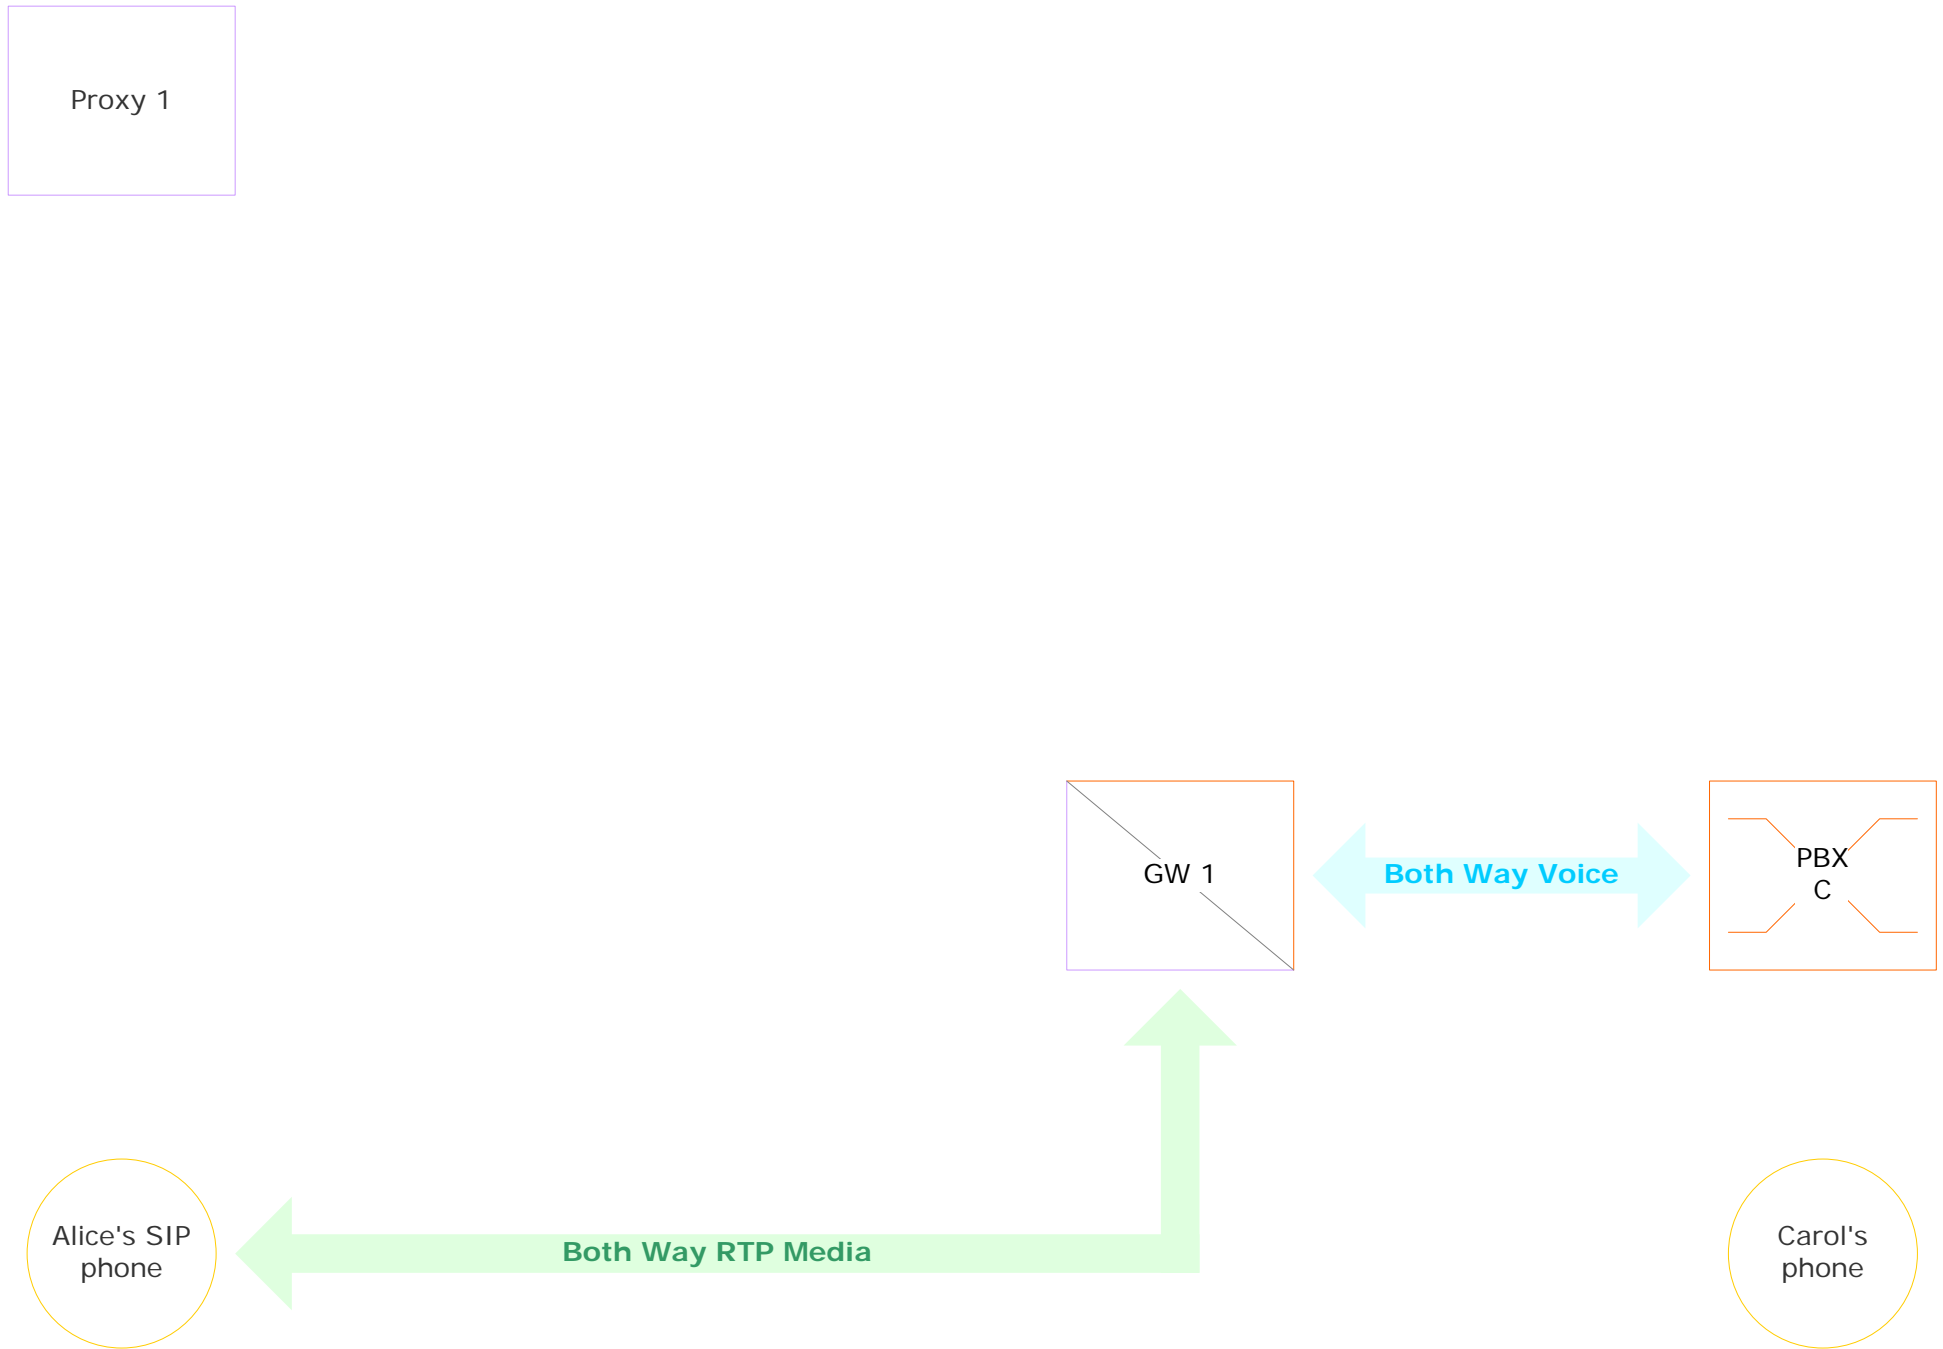 Proxy 1
GW 1
Both Way Voice
PBX
C
Alice's SIP
phone
Both Way RTP Media
Carol's
phone